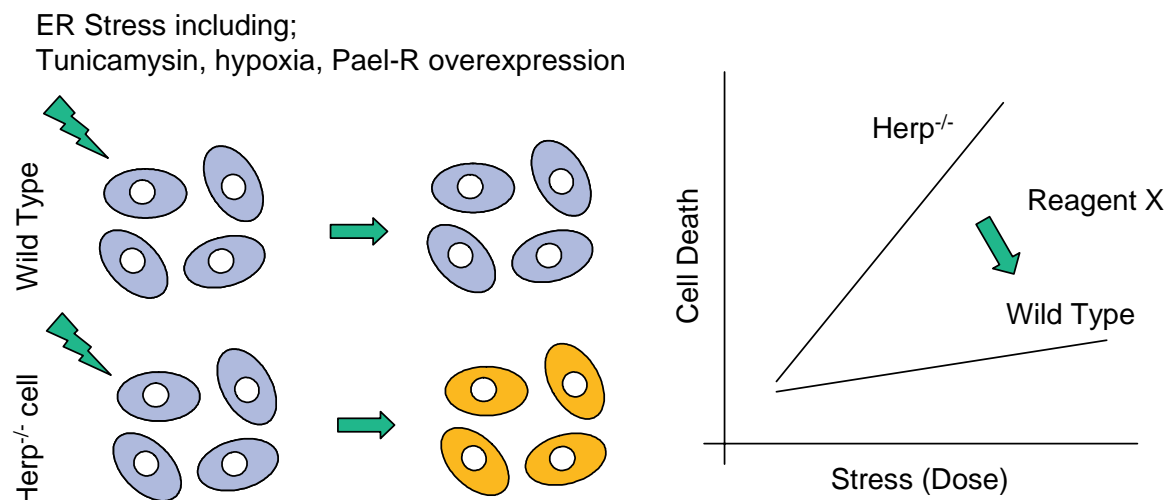 ER Stress including;
Tunicamysin, hypoxia, Pael-R overexpression
Wild Type
Herp-/- cell
Cell Death
Herp-/-
Reagent X
Wild Type
Stress (Dose)